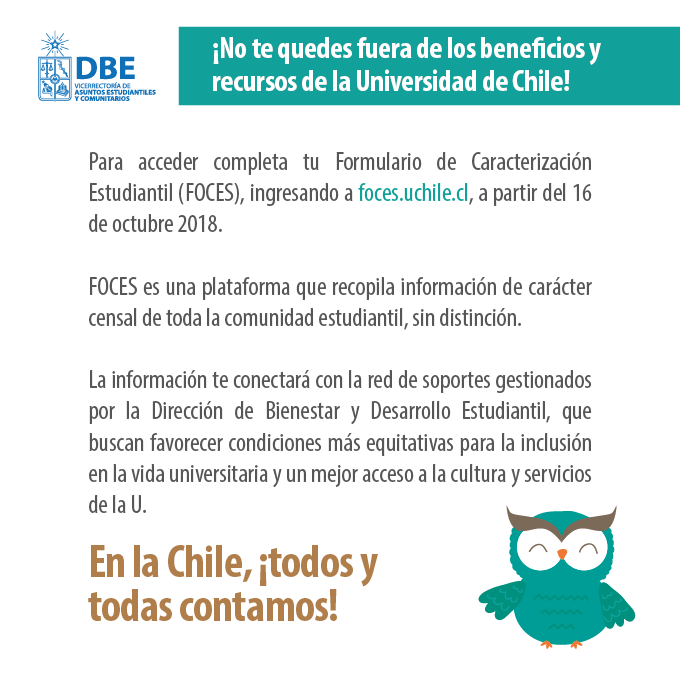 DBE
VICERRECTORÍA DE
ASUNTOS ESTUDIANTILES
Y COMUNITARIOS
¡No te quedes fuera de los beneficios y
recursos de la Universidad de Chile!
Para acceder completa tu Formulario de Caracterización
Estudiantil (FOCES), ingresando a foces.uchile.cl, a partir del 16
de octubre 2018.
FOCES es una plataforma que recopila información de carácter
censal de toda la comunidad estudiantil, sin distinción.
La información te conectará con la red de soportes gestionados
por la Dirección de Bienestar y Desarrollo Estudiantil, que
buscan favorecer condiciones más equitativas para la inclusión
en la vida universitaria y un mejor acceso a la cultura y servicios
de la U.
En la Chile, ¡todos y
todas contamos!